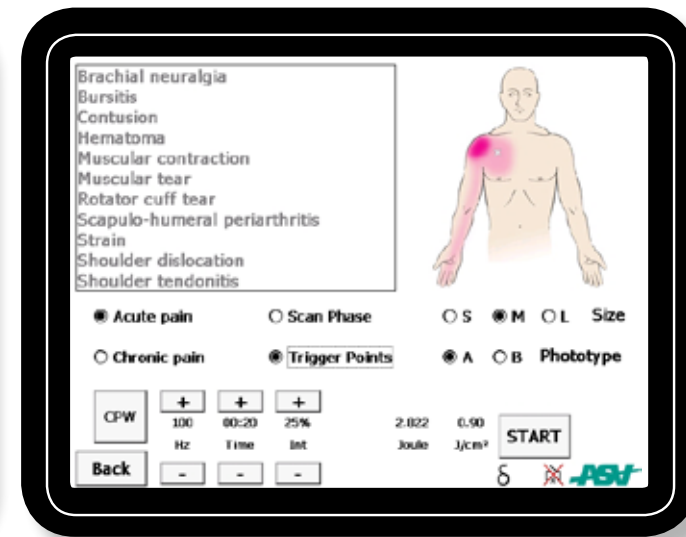 Brachial neuralgia
Bursitis
Contusion
Hematoma
Muscular contraction
Muscular tear
Rotator cuff tear
Scapulo-humeral periarthritis
Strain
Shoulder dislocation
Shoulder tendonitis
Acute pain Scan Phase S M L Size
Chronic pain Trigger Points A B Phototype
CPW + + +
100 00:20 25% 2.022 0.90 START
Hz Time Int Joule J/cm²
Back - - - δ ASA